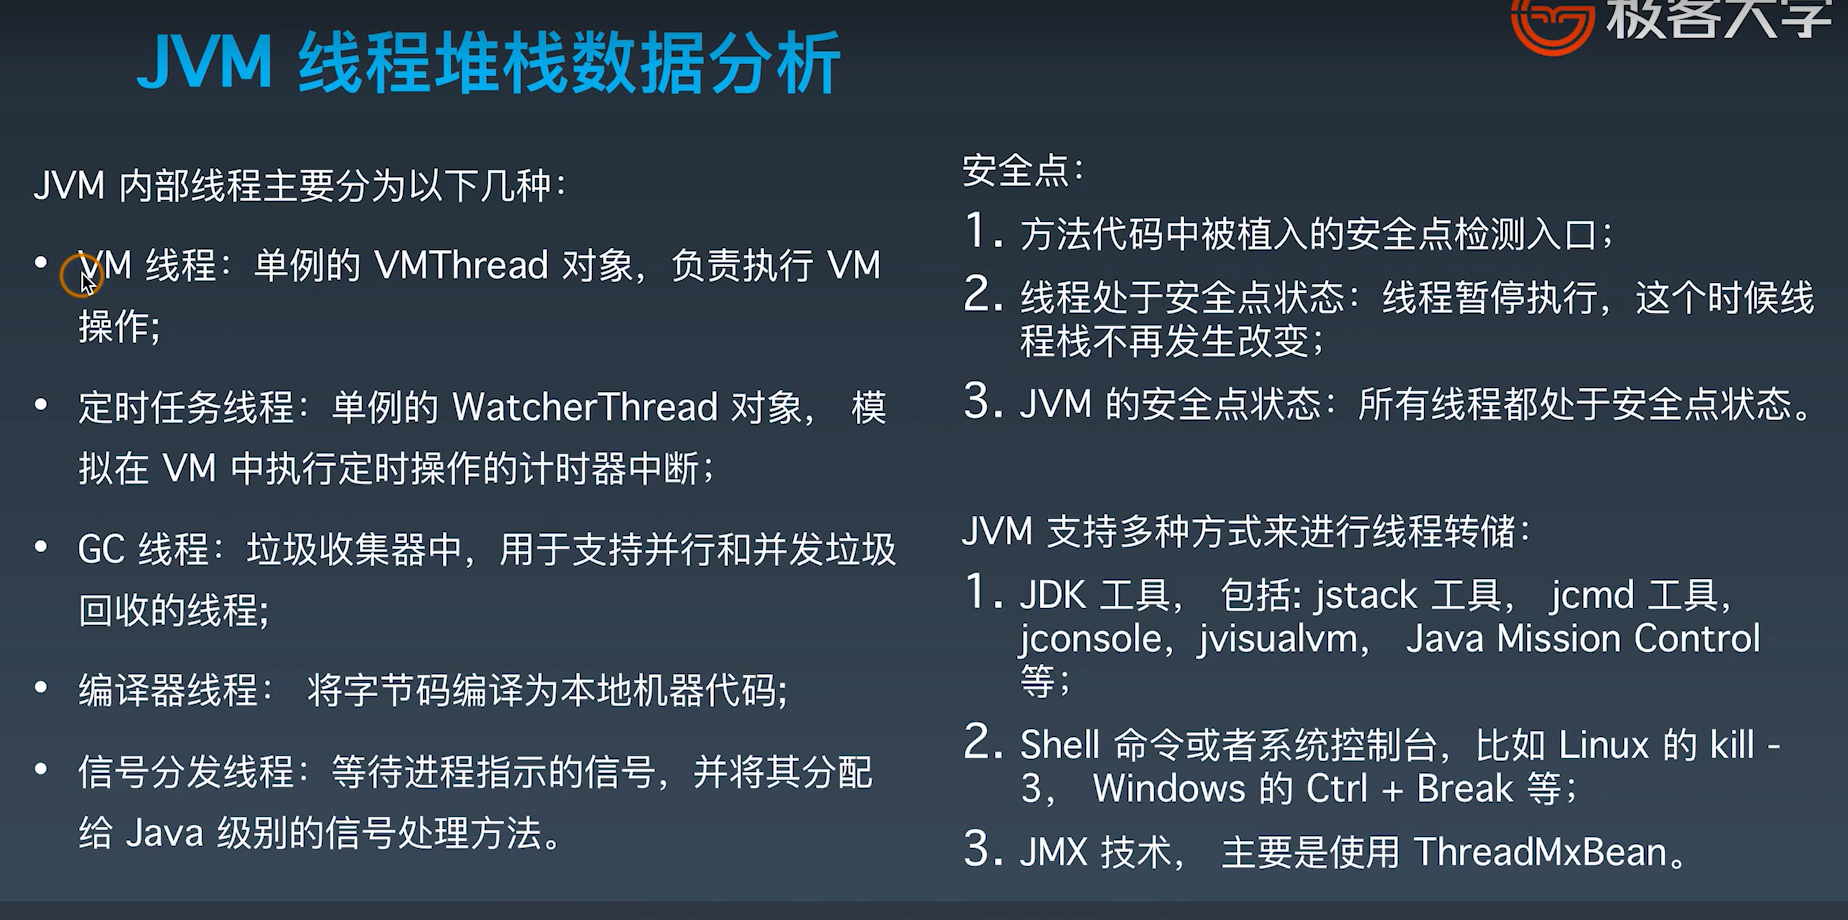 极客大学
JVM 线程堆栈数据分析
JVM 内部线程主要分为以下几种：
• VM 线程：单例的 VMThread 对象，负责执行 VM
操作;
• 定时任务线程：单例的 WatcherThread 对象， 模
拟在 VM 中执行定时操作的计时器中断；
• GC 线程：垃圾收集器中，用于支持并行和并发垃圾
回收的线程;
• 编译器线程： 将字节码编译为本地机器代码;
• 信号分发线程：等待进程指示的信号，并将其分配
给 Java 级别的信号处理方法。
安全点：
1. 方法代码中被植入的安全点检测入口；
2. 线程处于安全点状态：线程暂停执行，这个时候线
程栈不再发生改变；
3. JVM 的安全点状态：所有线程都处于安全点状态。
JVM 支持多种方式来进行线程转储：
1. JDK 工具， 包括: jstack 工具， jcmd 工具，
jconsole，jvisualvm， Java Mission Control
等；
2. Shell 命令或者系统控制台，比如 Linux 的 kill -
3， Windows 的 Ctrl + Break 等；
3. JMX 技术， 主要是使用 ThreadMxBean。